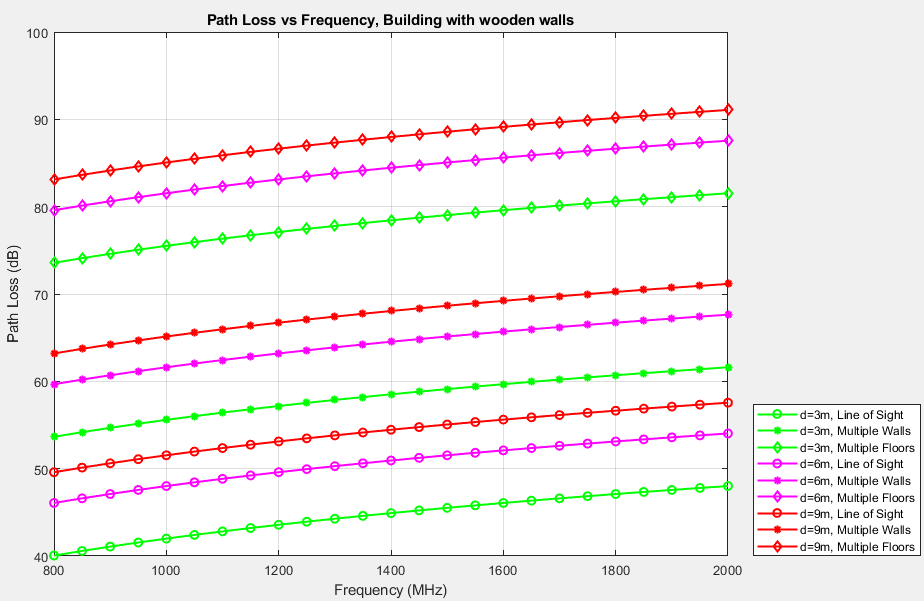 Path Loss vs Frequency, Building with wooden walls
100
90
80
70
60
50
40
Path Loss (dB)
800
1000
1200
1400
1600
1800
2000
Frequency (MHz)
d=3m, Line of Sight
d=3m, Multiple Walls
d=3m, Multiple Floors
d=6m, Line of Sight
d=6m, Multiple Walls
d=6m, Multiple Floors
d=9m, Line of Sight
d=9m, Multiple Walls
d=9m, Multiple Floors